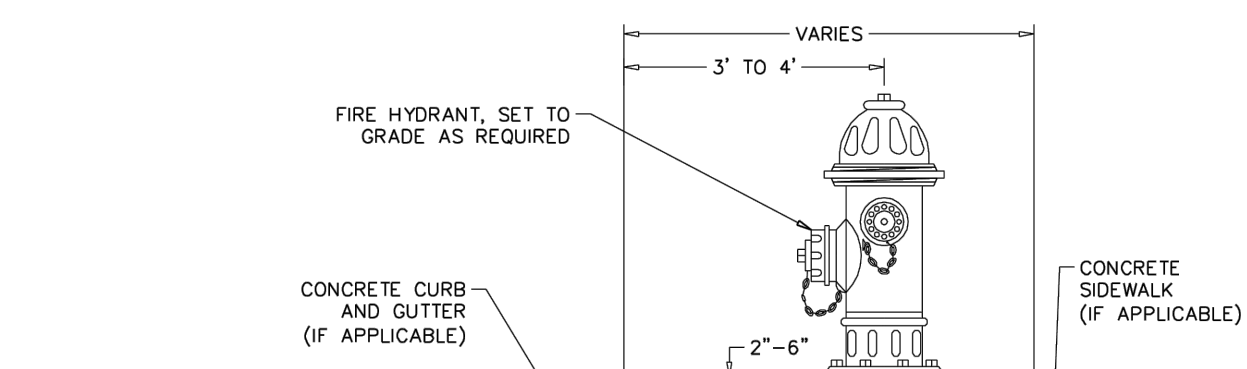 VARIES
3' TO 4'
FIRE HYDRANT, SET TO
GRADE AS REQUIRED
CONCRETE CURB
AND GUTTER
(IF APPLICABLE)
CONCRETE
SIDEWALK
(IF APPLICABLE)
2"-6"